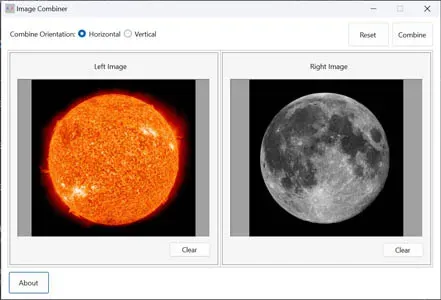 Image Combiner
Combine Orientation: Horizontal Vertical
Reset
Combine
Left Image
Right Image
Clear
Clear
About